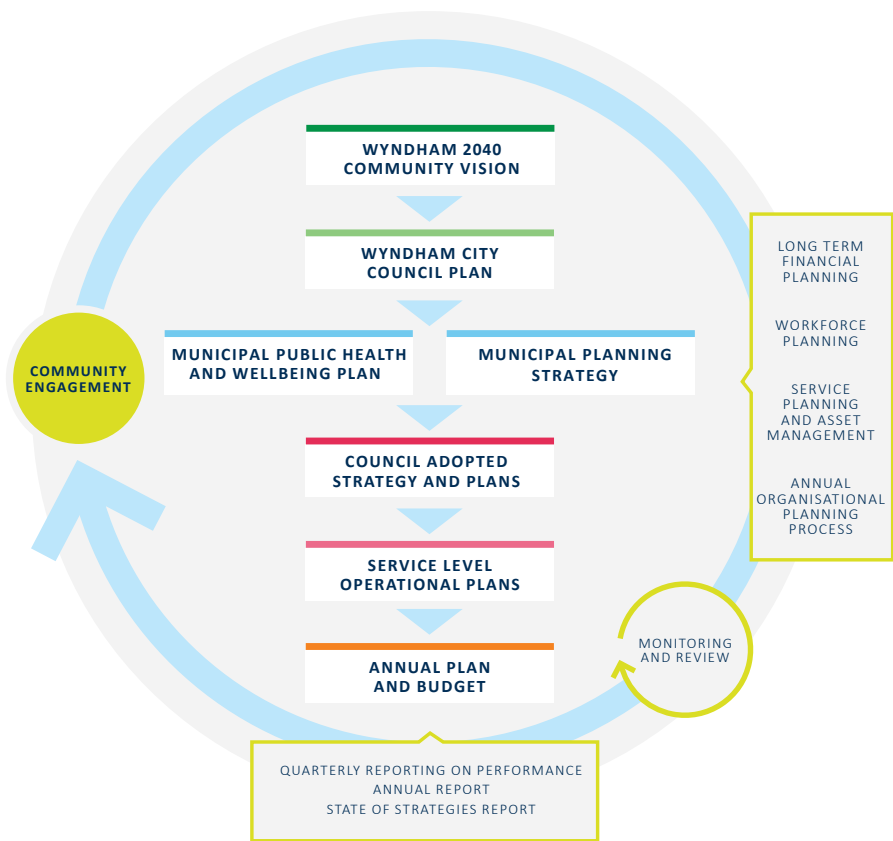 WYNDHAM 2040
COMMUNITY VISION
WYNDHAM CITY
COUNCIL PLAN
MUNICIPAL PUBLIC HEALTH
AND WELLBEING PLAN
MUNICIPAL PLANNING
STRATEGY
COUNCIL ADOPTED
STRATEGY AND PLANS
SERVICE LEVEL
OPERATIONAL PLANS
ANNUAL PLAN
AND BUDGET
COMMUNITY
ENGAGEMENT
LONG TERM
FINANCIAL
PLANNING
WORKFORCE
PLANNING
SERVICE
PLANNING
AND ASSET
MANAGEMENT
ANNUAL
ORGANISATIONAL
PLANNING
PROCESS
MONITORING
AND REVIEW
QUARTERLY REPORTING ON PERFORMANCE
ANNUAL REPORT
STATE OF STRATEGIES REPORT